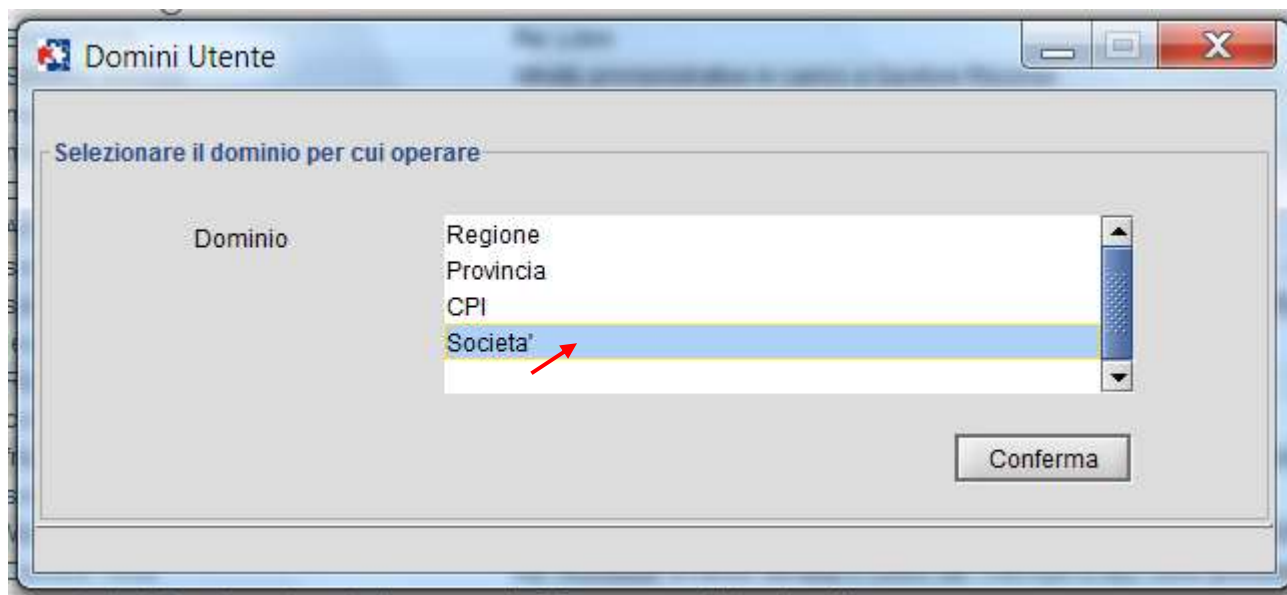 Domini Utente
Selezionare il dominio per cui operare
Dominio
Regione
Provincia
CPI
Societa'
Conferma